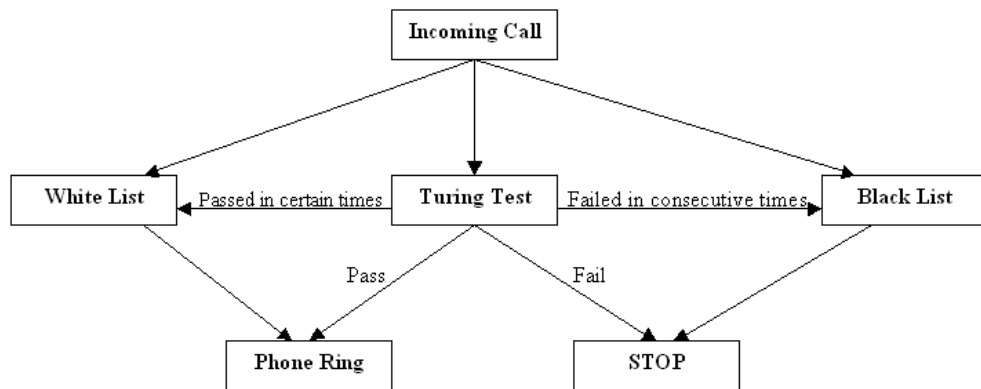 Incoming Call
White List
Passed in certain times
Turing Test
Failed in consecutive times
Black List
Pass
Fail
Phone Ring
STOP